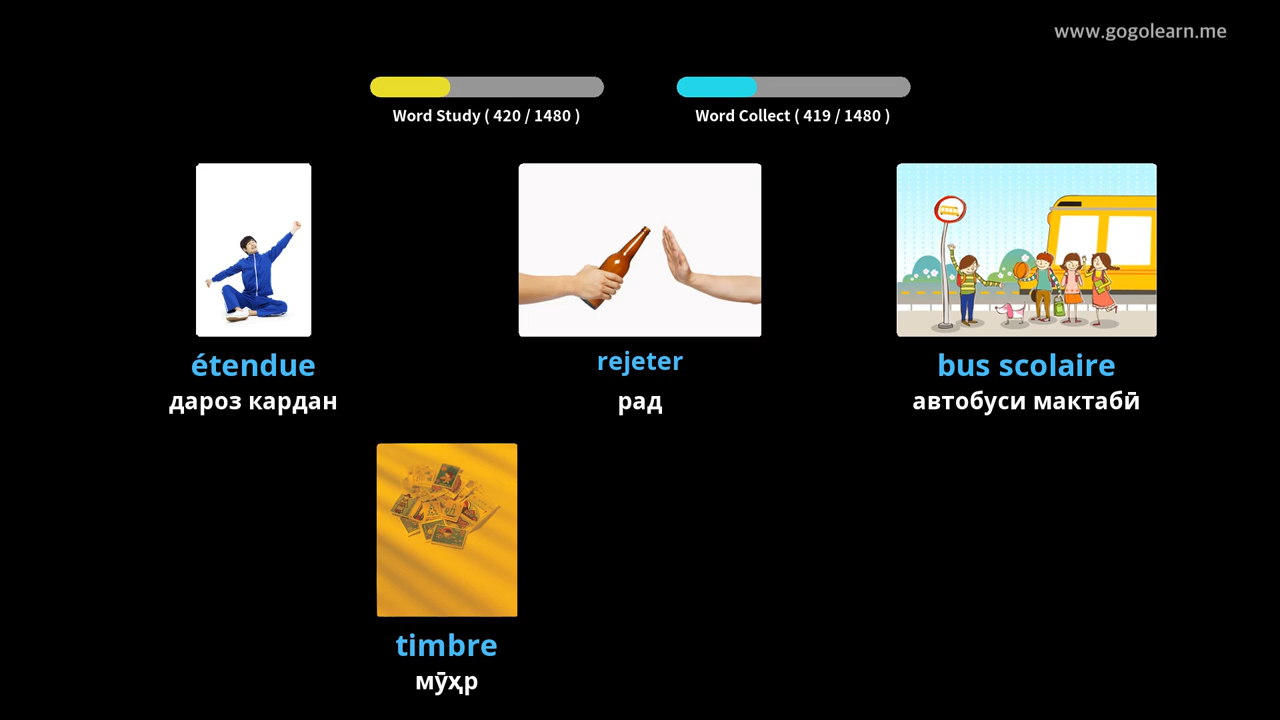 www.gogolearn.me
Word Study ( 420 / 1480 )
Word Collect ( 419 / 1480 )
étendue
дароз кардан
rejeter
рад
bus scolaire
автобуси мактабӣ
timbre
мӯҳр